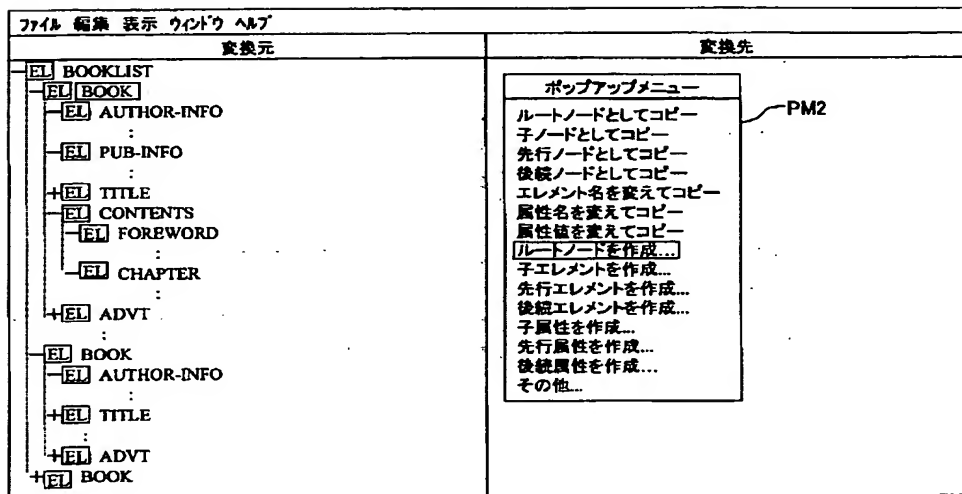 ファイル 編集 表示 ウィンドウ ヘルプ
変換元
EL BOOKLIST
EL BOOK
EL AUTHOR-INFO
:
EL PUB-INFO
:
+EL TITLE
EL CONTENTS
EL FOREWORD
:
EL CHAPTER
:
+EL ADVT
:
EL BOOK
EL AUTHOR-INFO
:
+EL TITLE
:
+EL ADVT
+EL BOOK
変換先
ポップアップメニュー
PM2
ルートノードとしてコピー
子ノードとしてコピー
先行ノードとしてコピー
後続ノードとしてコピー
エレメント名を変えてコピー
属性名を変えてコピー
属性値を変えてコピー
ルートノードを作成...
子エレメントを作成...
先行エレメントを作成...
後続エレメントを作成...
子属性を作成...
先行属性を作成...
後続属性を作成...
その他...